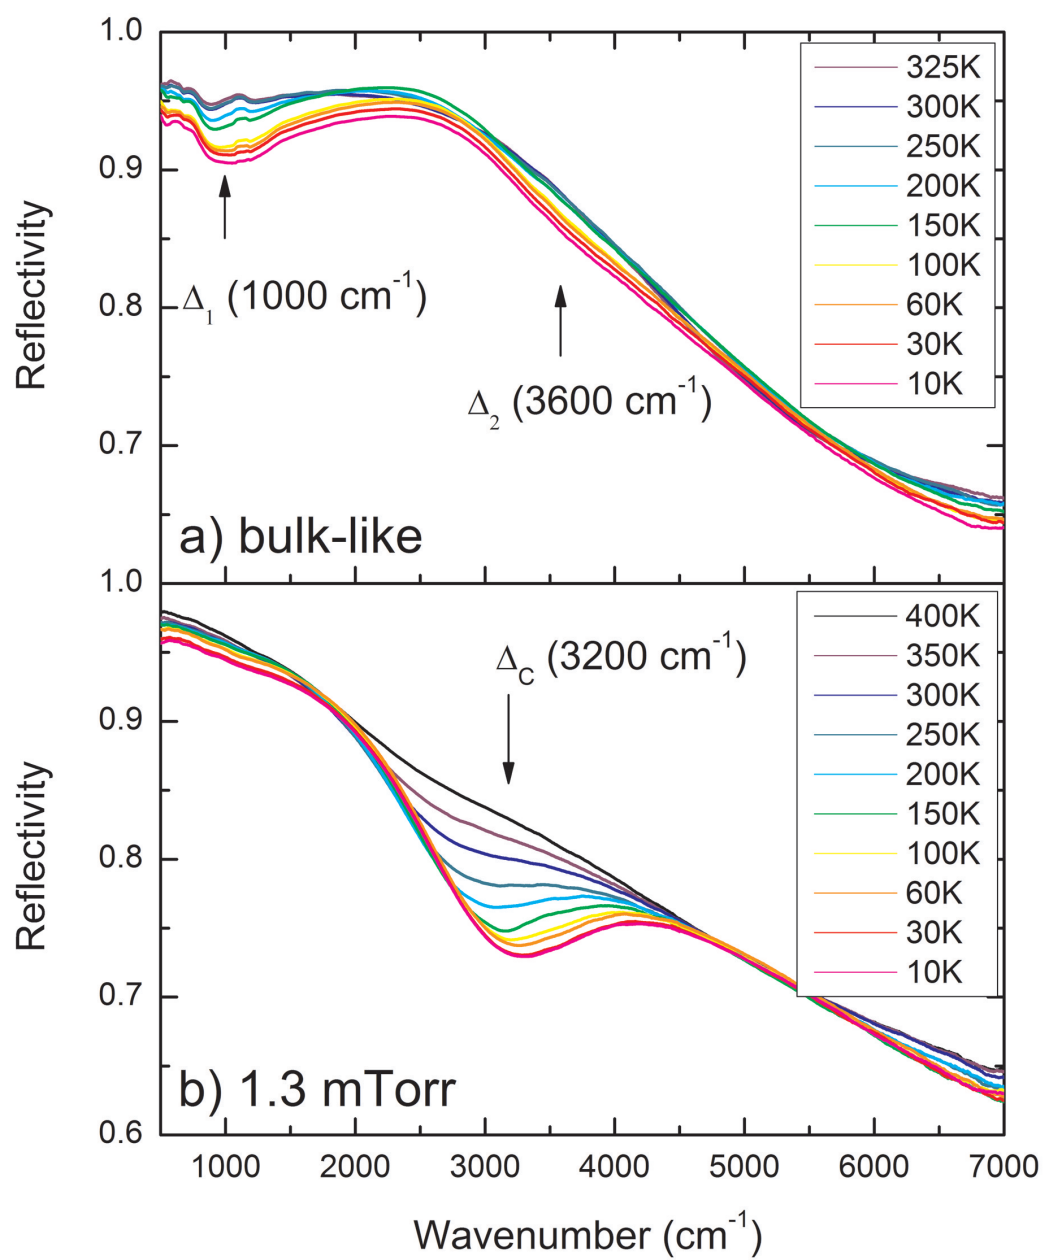 1.0
0.9
0.8
0.7
Reflectivity
325K
300K
250K
200K
150K
100K
60K
30K
10K
Δ₁ (1000 cm⁻¹)
Δ₂ (3600 cm⁻¹)
a) bulk-like
1.0
0.9
0.8
0.7
0.6
Reflectivity
400K
350K
300K
250K
200K
150K
100K
60K
30K
10K
Δ_C (3200 cm⁻¹)
b) 1.3 mTorr
1000 2000 3000 4000 5000 6000 7000
Wavenumber (cm⁻¹)